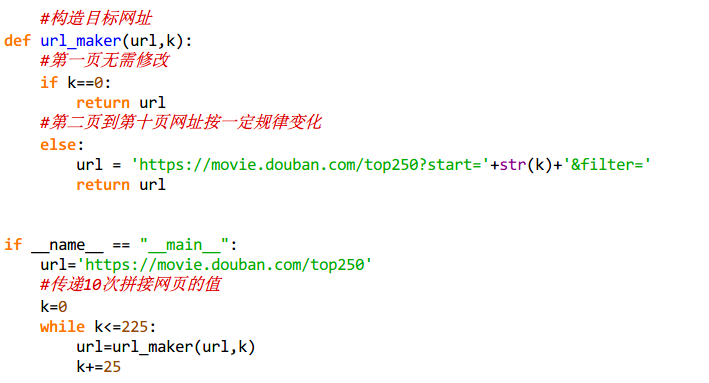 #构造目标网址
def url_maker(url,k):
#第一页无需修改
if k==0:
return url
#第二页到第十页网址按一定规律变化
else:
url = 'https://movie.douban.com/top250?start='+str(k)+'&filter='
return url
if __name__ == "__main__":
url='https://movie.douban.com/top250'
#传递10次拼接网页的值
k=0
while k<=225:
url=url_maker(url,k)
k+=25